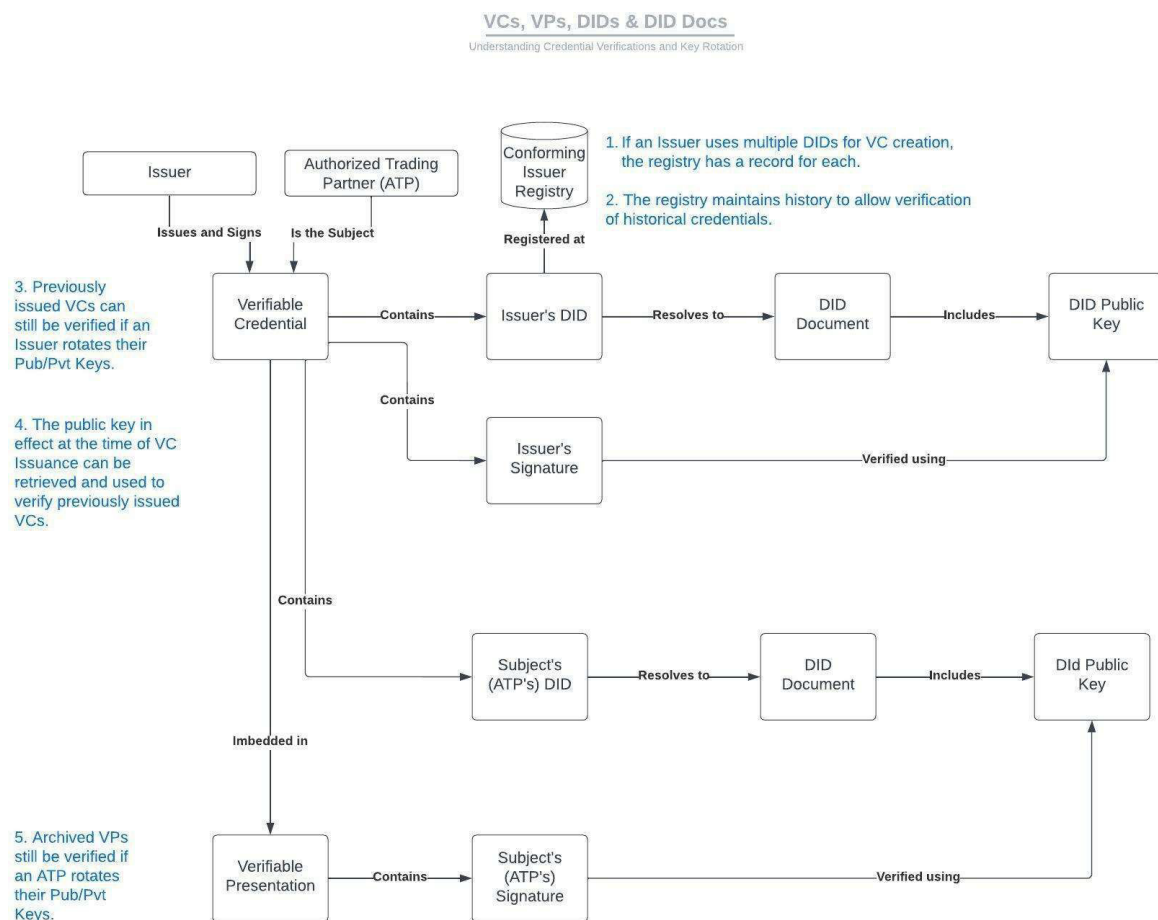 VCs, VPs, DIDs & DID Docs
Understanding Credential Verifications and Key Rotation
Issuer
Authorized Trading
Partner (ATP)
Conforming
Issuer
Registry
1. If an Issuer uses multiple DIDs for VC creation,
the registry has a record for each.
2. The registry maintains history to allow verification
of historical credentials.
Issues and Signs
Is the Subject
Registered at
3. Previously
issued VCs can
still be verified if an
Issuer rotates their
Pub/Pvt Keys.
Verifiable
Credential
Contains
Issuer's DID
Resolves to
DID
Document
Includes
DID Public
Key
Contains
4. The public key in
effect at the time of VC
Issuance can be
retrieved and used to
verify previously issued
VCs.
Issuer's
Signature
Verified using
Contains
Subject's
(ATP's) DID
Resolves to
DID
Document
Includes
DId Public
Key
Imbedded in
5. Archived VPs
still be verified if
an ATP rotates
their Pub/Pvt
Keys.
Verifiable
Presentation
Contains
Subject's
(ATP's)
Signature
Verified using